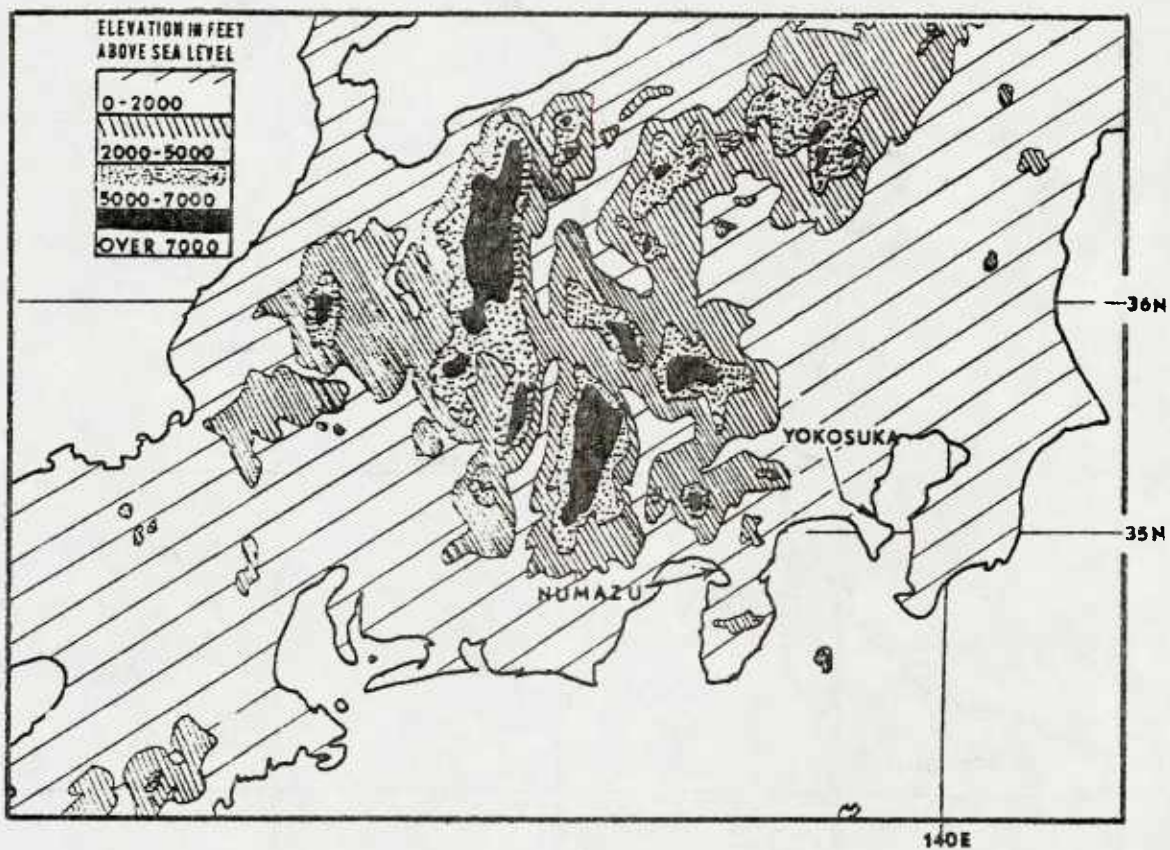 ELEVATION IN FEET
ABOVE SEA LEVEL
0-2000
2000-5000
5000-7000
OVER 7000
36N
YOKOSUKA
35N
NUMAZU
140E